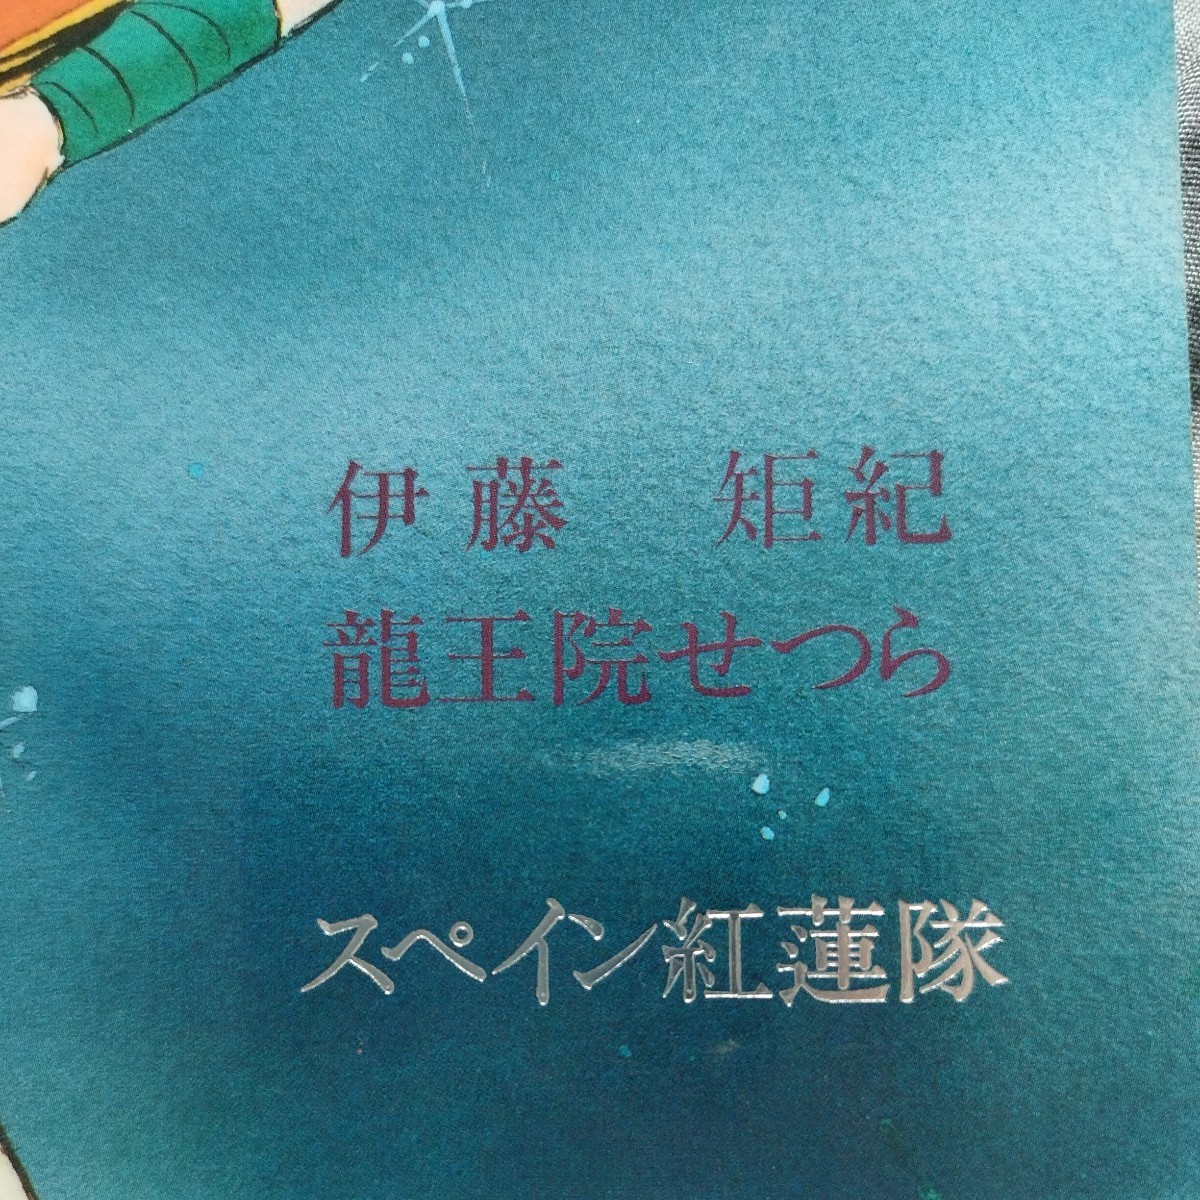 伊藤 矩紀
龍王院せつら
スペイン紅蓮隊